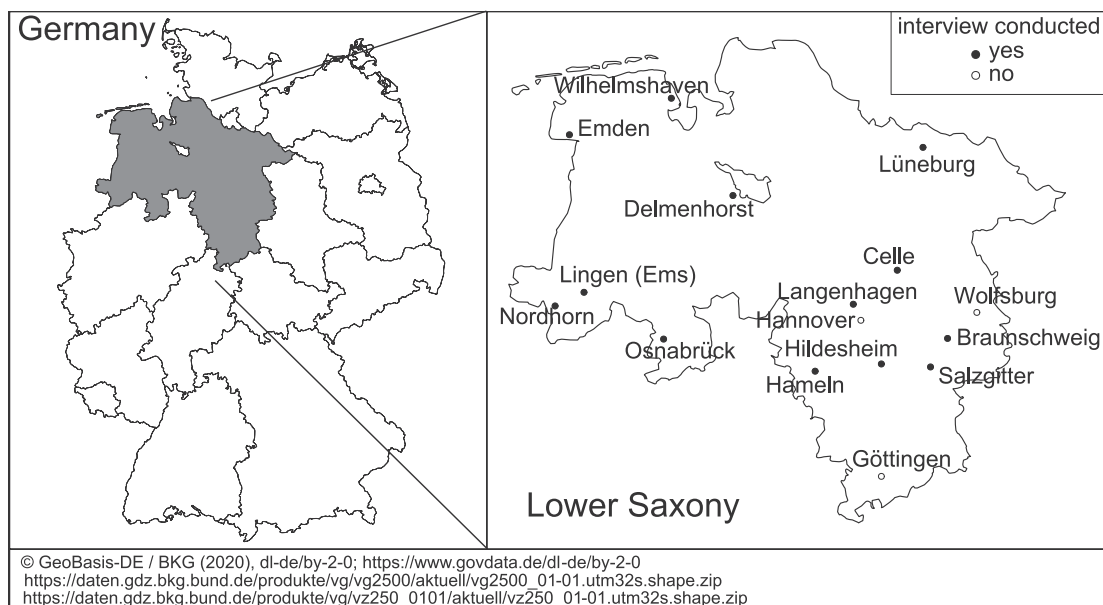 Germany
interview conducted
yes
no
Wilhelmshaven
Emden
Lüneburg
Delmenhorst
Celle
Lingen (Ems)
Langenhagen
Wolfsburg
Nordhorn
Hannover
Braunschweig
Osnabrück
Hildesheim
Hameln
Salzgitter
Göttingen
Lower Saxony
© GeoBasis-DE / BKG (2020), dl-de/by-2-0; https://www.govdata.de/dl-de/by-2-0
https://daten.gdz.bkg.bund.de/produkte/vg/vg2500/aktuell/vg2500_01-01.utm32s.shape.zip
https://daten.gdz.bkg.bund.de/produkte/vg/vz250_0101/aktuell/vz250_01-01.utm32s.shape.zip